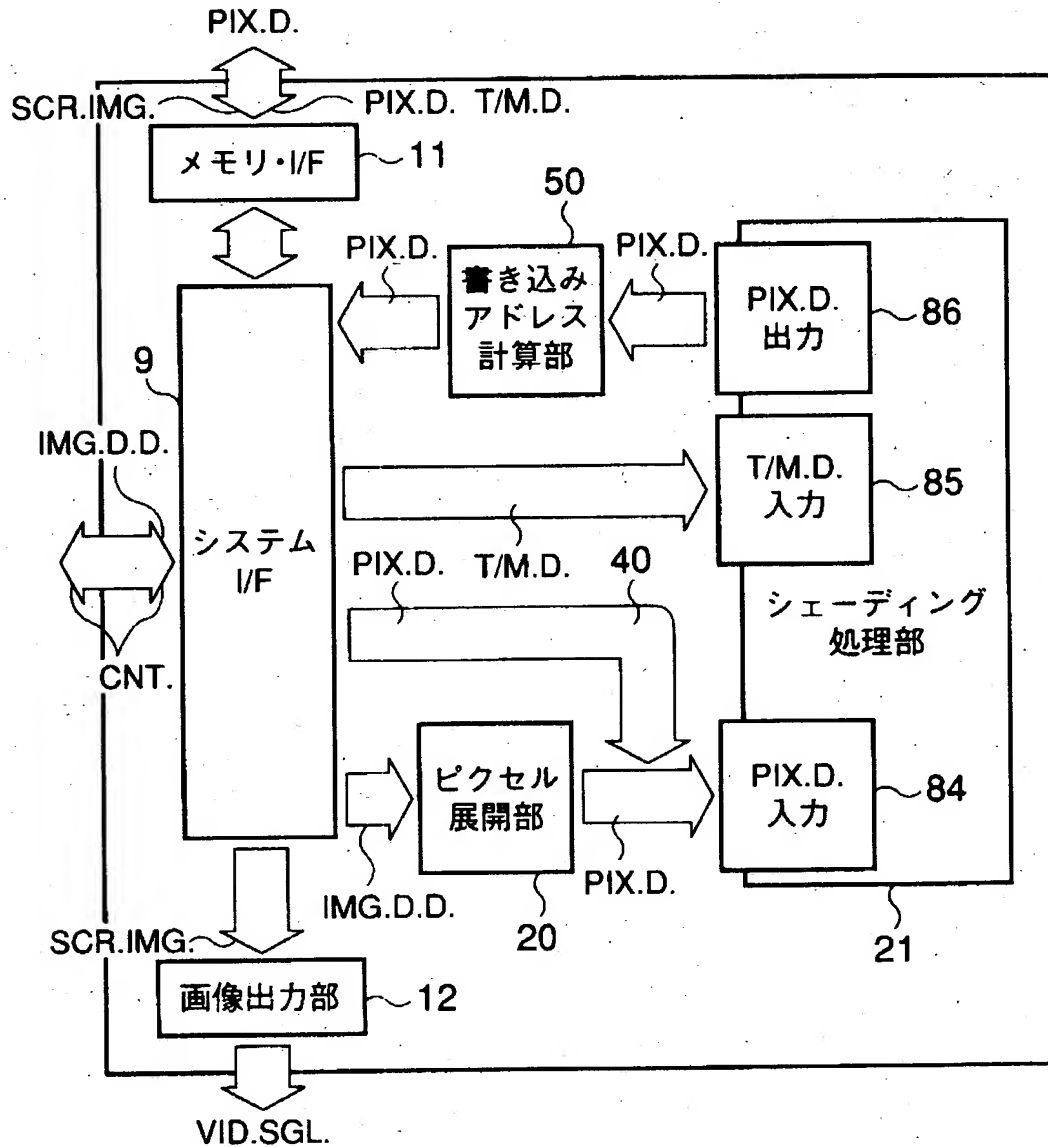 PIX.D.
SCR.IMG.
PIX.D. T/M.D.
メモリ・I/F
11
50
PIX.D.
書き込み
アドレス
計算部
PIX.D.
PIX.D.
出力
86
9
IMG.D.D.
システム
I/F
CNT.
T/M.D.
T/M.D.
入力
85
PIX.D.
40
シェーディング
処理部
ピクセル
展開部
PIX.D.
入力
84
IMG.D.D.
20
PIX.D.
21
SCR.IMG.
画像出力部
12
VID.SGL.